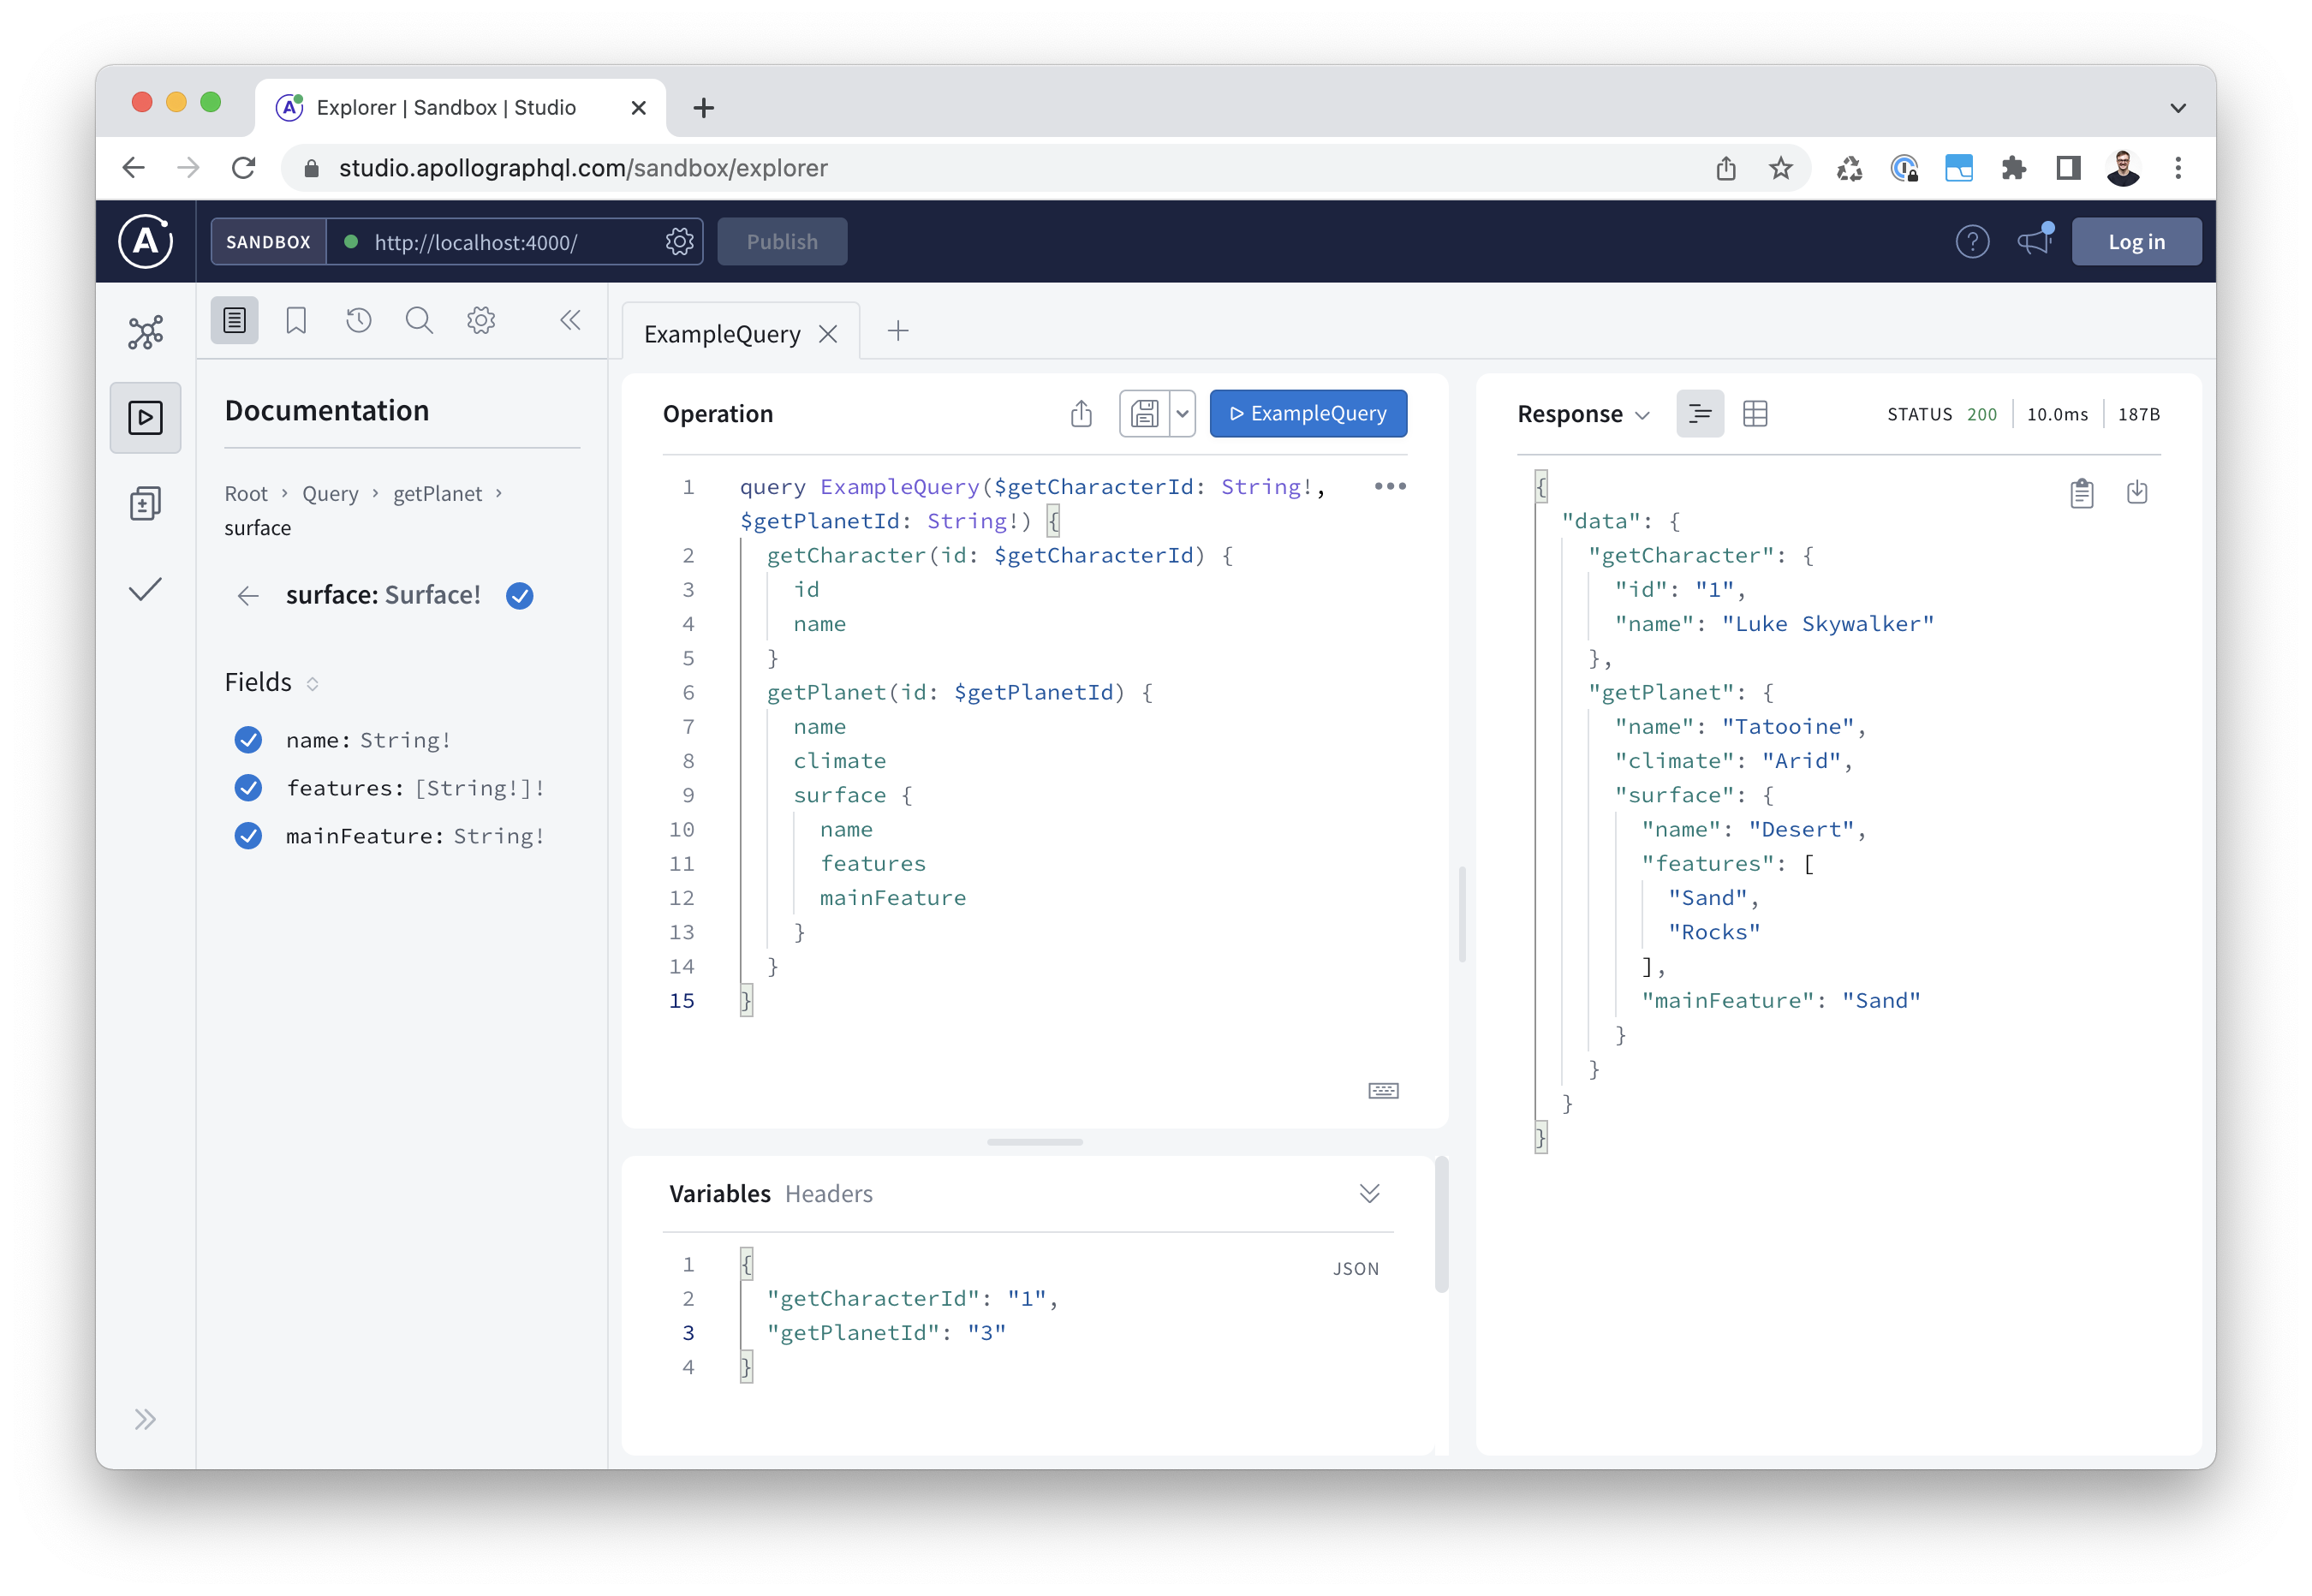 Explorer | Sandbox | Studio
studio.apollographql.com/sandbox/explorer
SANDBOX
http://localhost:4000/
Publish
Log in
Documentation
Root › Query › getPlanet ›
surface
surface: Surface!
Fields
name: String!
features: [String!]!
mainFeature: String!
ExampleQuery
Operation
ExampleQuery
1 query ExampleQuery($getCharacterId: String!,
$getPlanetId: String!) {
2 getCharacter(id: $getCharacterId) {
3 id
4 name
5 }
6 getPlanet(id: $getPlanetId) {
7 name
8 climate
9 surface {
10 name
11 features
12 mainFeature
13 }
14 }
15 }
Variables Headers
JSON
1 {
2 "getCharacterId": "1",
3 "getPlanetId": "3"
4 }
Response
STATUS 200 10.0ms 187B
{
"data": {
"getCharacter": {
"id": "1",
"name": "Luke Skywalker"
},
"getPlanet": {
"name": "Tatooine",
"climate": "Arid",
"surface": {
"name": "Desert",
"features": [
"Sand",
"Rocks"
],
"mainFeature": "Sand"
}
}
}
}